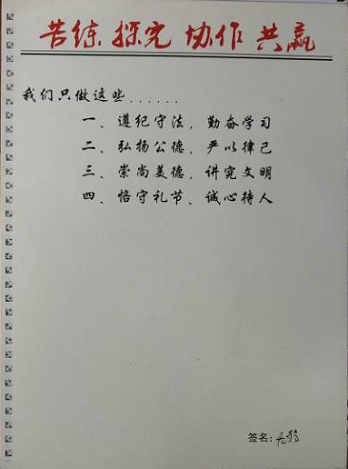 苦练 探究 协作 共赢
我们只做这些......
一、遵纪守法,勤奋学习
二、弘扬公德,严以律己
三、崇尚美德,讲究文明
四、恪守礼节、诚心待人
签名: